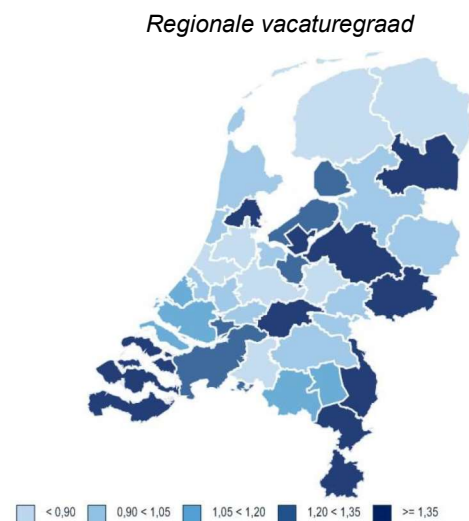 Regionale vacaturegraad
< 0,90 0,90 < 1,05 1,05 < 1,20 1,20 < 1,35 >= 1,35